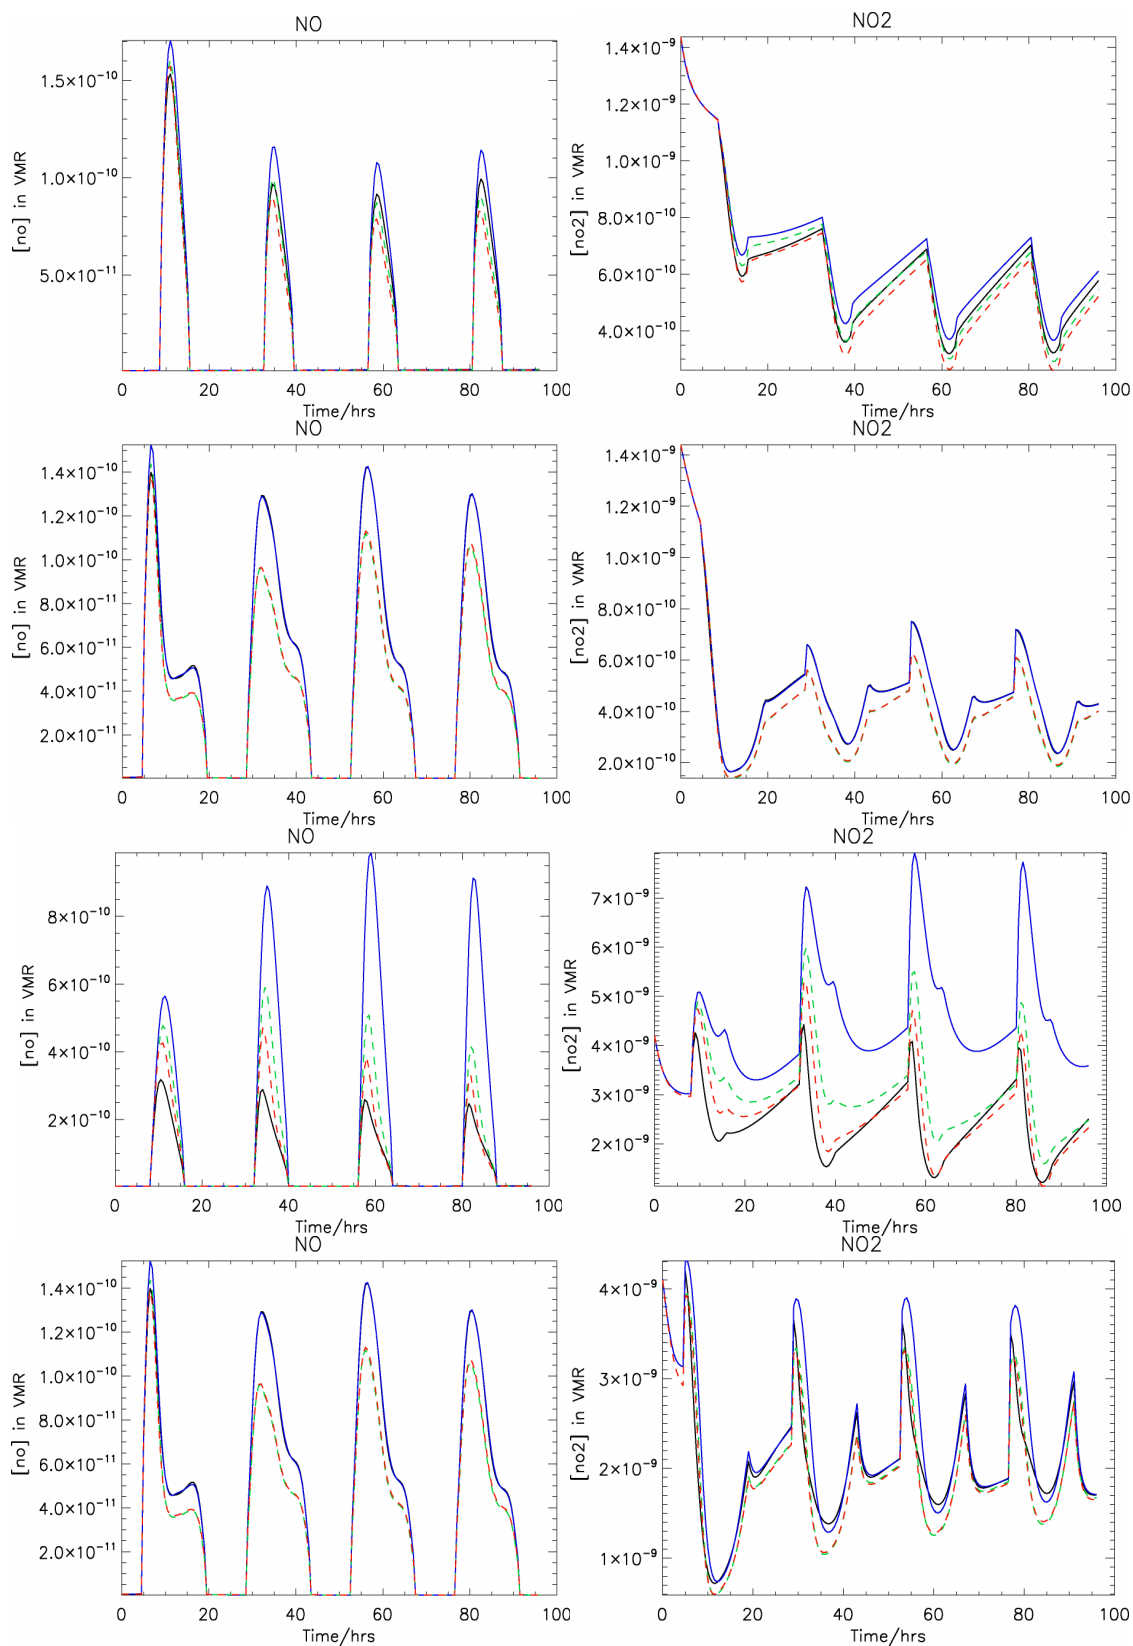 NO
NO2
1.5×10⁻¹⁰
1.0×10⁻¹⁰
5.0×10⁻¹¹
[no] in VMR
0 20 40 60 80 100
Time/hrs
1.4×10⁻⁹
1.2×10⁻⁹
1.0×10⁻⁹
8.0×10⁻¹⁰
6.0×10⁻¹⁰
4.0×10⁻¹⁰
[no2] in VMR
0 20 40 60 80 100
Time/hrs
NO
NO2
1.4×10⁻¹⁰
1.2×10⁻¹⁰
1.0×10⁻¹⁰
8.0×10⁻¹¹
6.0×10⁻¹¹
4.0×10⁻¹¹
2.0×10⁻¹¹
[no] in VMR
0 20 40 60 80 100
Time/hrs
1.4×10⁻⁹
1.2×10⁻⁹
1.0×10⁻⁹
8.0×10⁻¹⁰
6.0×10⁻¹⁰
4.0×10⁻¹⁰
2.0×10⁻¹⁰
[no2] in VMR
0 20 40 60 80 100
Time/hrs
NO
NO2
8×10⁻¹⁰
6×10⁻¹⁰
4×10⁻¹⁰
2×10⁻¹⁰
[no] in VMR
0 20 40 60 80 100
Time/hrs
7×10⁻⁹
6×10⁻⁹
5×10⁻⁹
4×10⁻⁹
3×10⁻⁹
2×10⁻⁹
[no2] in VMR
0 20 40 60 80 100
Time/hrs
NO
NO2
1.4×10⁻¹⁰
1.2×10⁻¹⁰
1.0×10⁻¹⁰
8.0×10⁻¹¹
6.0×10⁻¹¹
4.0×10⁻¹¹
2.0×10⁻¹¹
[no] in VMR
0 20 40 60 80 100
Time/hrs
4×10⁻⁹
3×10⁻⁹
2×10⁻⁹
1×10⁻⁹
[no2] in VMR
0 20 40 60 80 100
Time/hrs